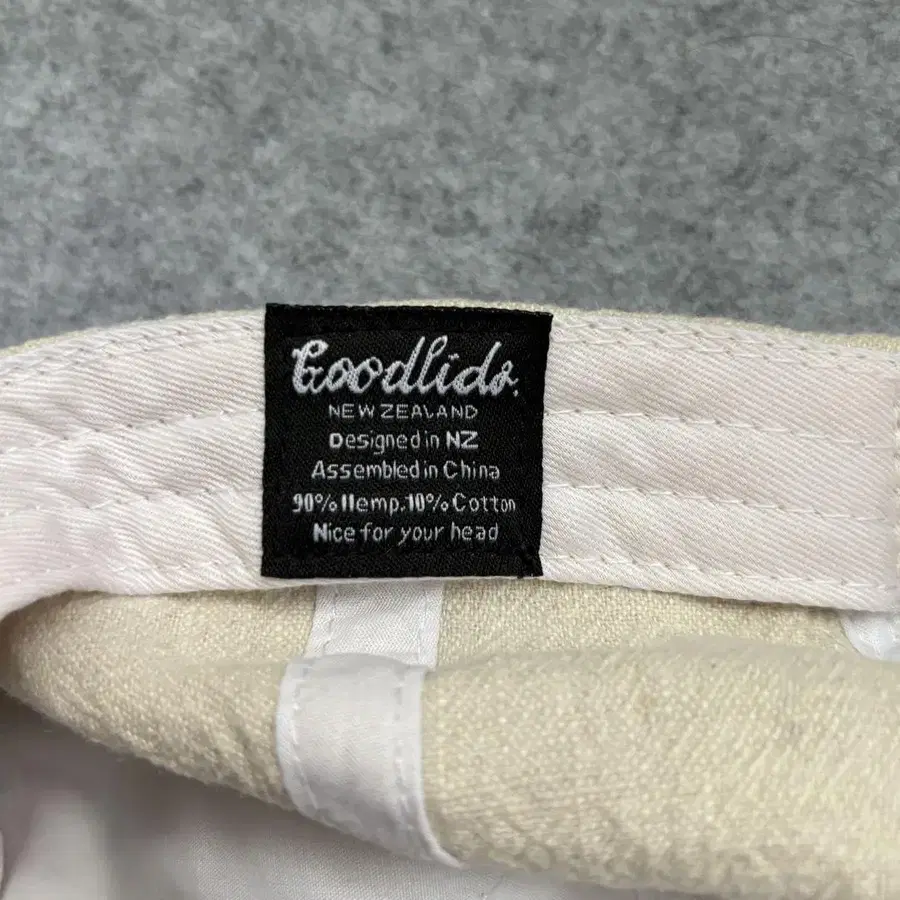 Goodlids.
NEW ZEALAND
Designed in NZ
Assembled in China
90% Hemp. 10% Cotton
Nice for your head